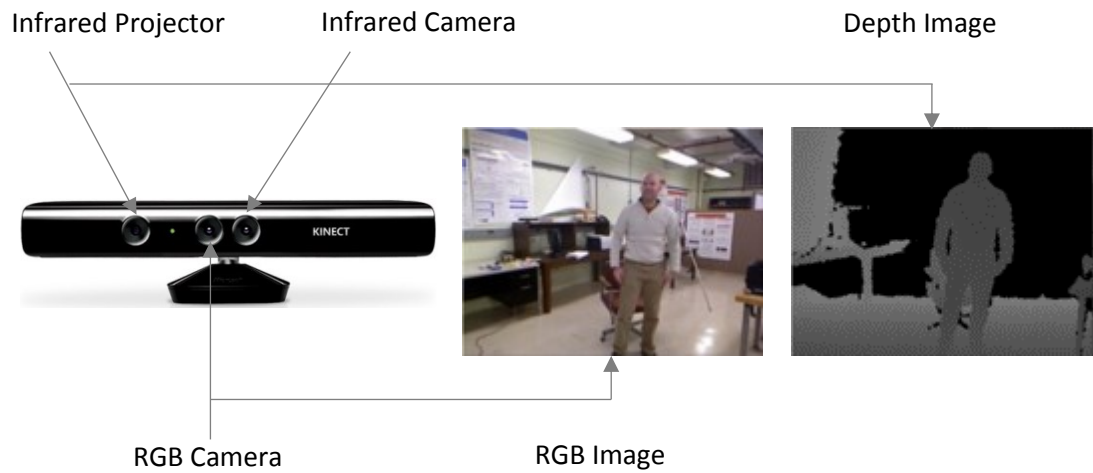 Infrared Projector
Infrared Camera
Depth Image
KINECT
RGB Camera
RGB Image